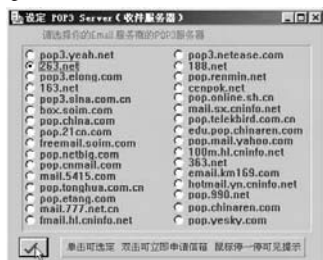 设定 POP3 Server(收件服务器)
请选择你的Email 服务商的POP3服务器
pop3.yeah.net
263.net
pop3.elong.com
163.net
pop3.sina.com.cn
box.soim.com
pop.china.com
pop.21cn.com
freemail.soim.com
pop.netbig.com
pop.cnmail.com
mail.5415.com
pop.tonghua.com.cn
pop.etang.com
mail.777.net.cn
fmail.hl.cninfo.net
pop3.netease.com
188.net
pop.renmin.net
cenpok.net
pop.online.sh.cn
mail.sx.cninfo.net
pop.telekbird.com.cn
edu.pop.chinaren.com
pop.mail.yahoo.com
100m.hl.cninfo.net
363.net
email.km169.com
hotmail.yn.cninfo.net
pop.990.net
pop.chinaren.com
pop.yesky.com
单击可选定 双击可立即申请信箱 鼠标停一停可见提示